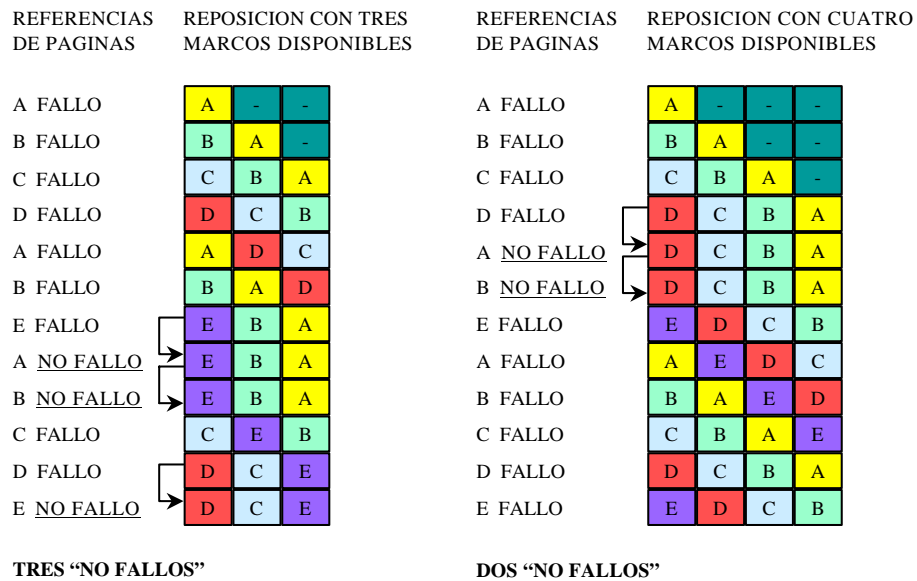 REFERENCIAS DE PAGINAS
REPOSICION CON TRES MARCOS DISPONIBLES
A FALLO A - -
B FALLO B A -
C FALLO C B A
D FALLO D C B
A FALLO A D C
B FALLO B A D
E FALLO E B A
A NO FALLO E B A
B NO FALLO E B A
C FALLO C E B
D FALLO D C E
E NO FALLO D C E
TRES “NO FALLOS”
REFERENCIAS DE PAGINAS
REPOSICION CON CUATRO MARCOS DISPONIBLES
A FALLO A - - -
B FALLO B A - -
C FALLO C B A -
D FALLO D C B A
A NO FALLO D C B A
B NO FALLO D C B A
E FALLO E D C B
A FALLO A E D C
B FALLO B A E D
C FALLO C B A E
D FALLO D C B A
E FALLO E D C B
DOS “NO FALLOS”